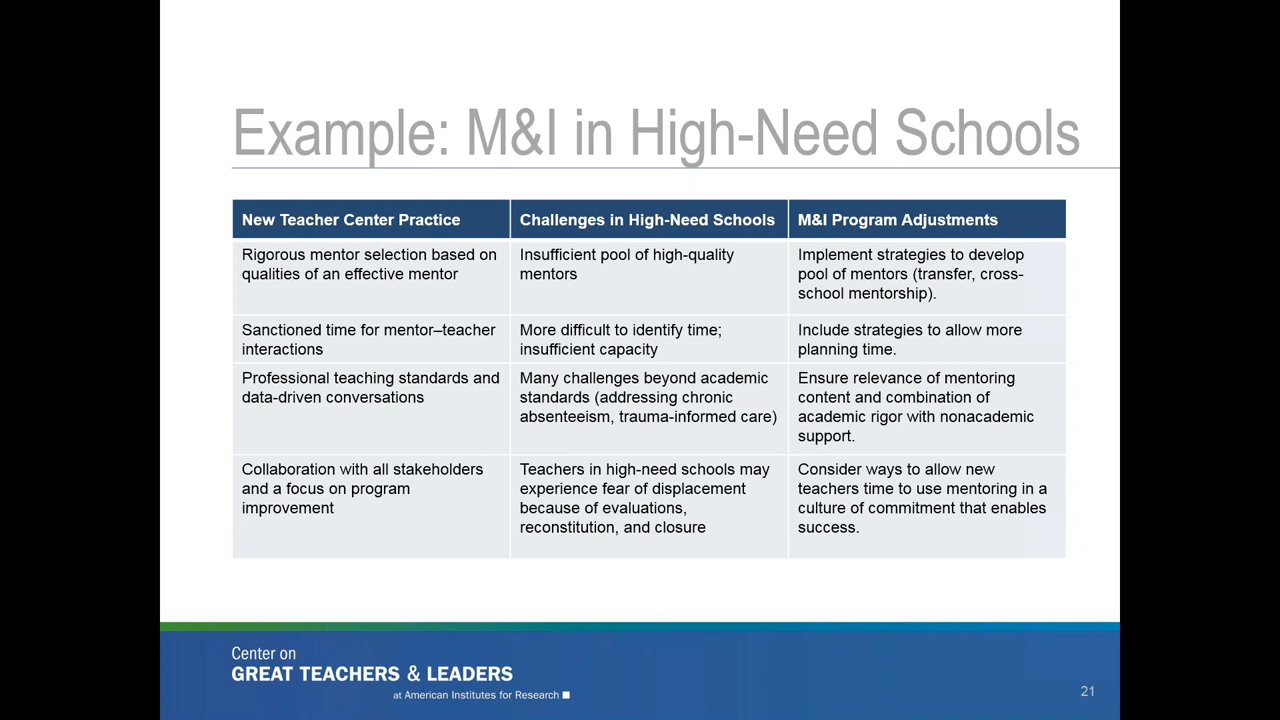 Example: M&I in High-Need Schools
New Teacher Center Practice
Challenges in High-Need Schools
M&I Program Adjustments
Rigorous mentor selection based on
qualities of an effective mentor
Insufficient pool of high-quality
mentors
Implement strategies to develop
pool of mentors (transfer, cross-
school mentorship).
Sanctioned time for mentor–teacher
interactions
More difficult to identify time;
insufficient capacity
Include strategies to allow more
planning time.
Professional teaching standards and
data-driven conversations
Many challenges beyond academic
standards (addressing chronic
absenteeism, trauma-informed care)
Ensure relevance of mentoring
content and combination of
academic rigor with nonacademic
support.
Collaboration with all stakeholders
and a focus on program
improvement
Teachers in high-need schools may
experience fear of displacement
because of evaluations,
reconstitution, and closure
Consider ways to allow new
teachers time to use mentoring in a
culture of commitment that enables
success.
Center on
GREAT TEACHERS & LEADERS
at American Institutes for Research
21